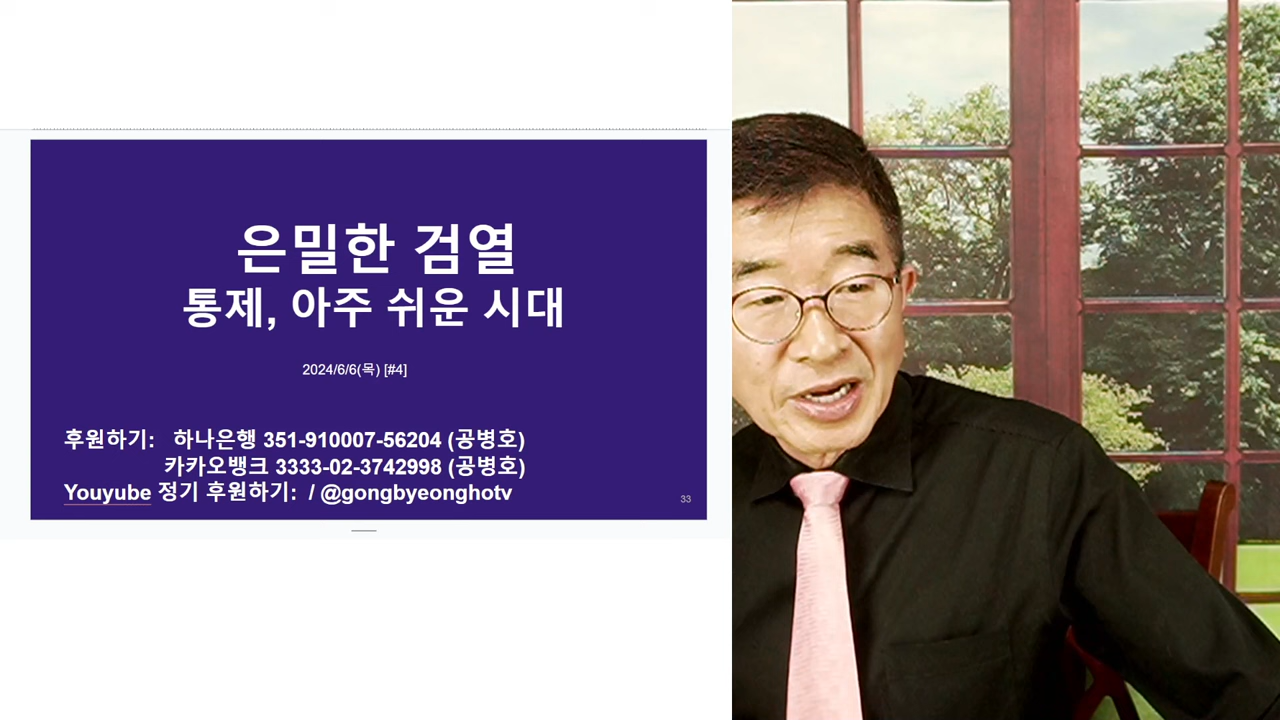 은밀한 검열
통제, 아주 쉬운 시대
2024/6/6(목) [#4]
후원하기: 하나은행 351-910007-56204 (공병호)
카카오뱅크 3333-02-3742998 (공병호)
Youyube 정기 후원하기: / @gongbyeonghotv
33